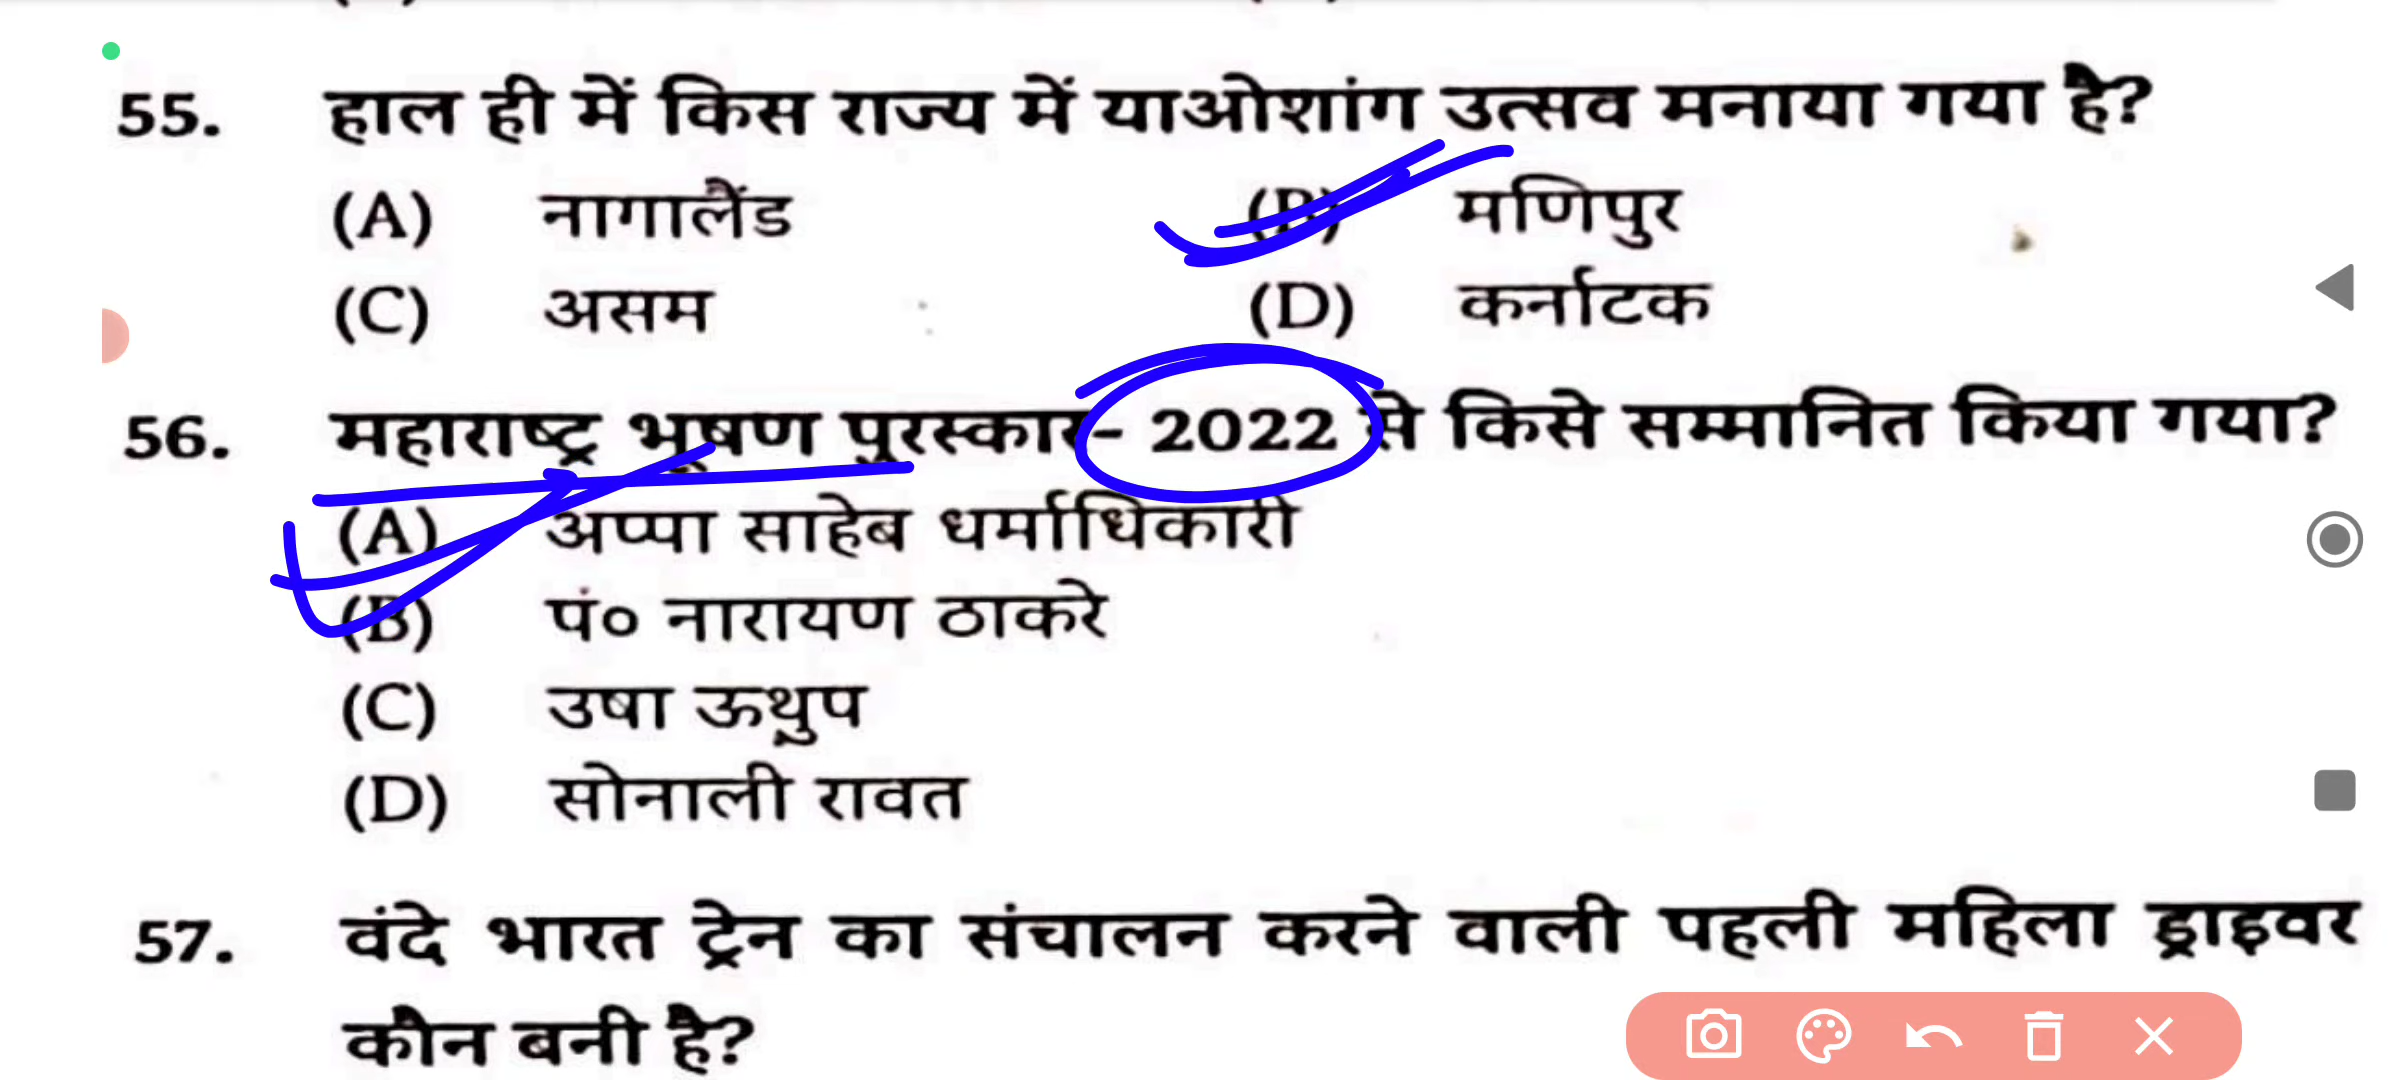 55. हाल ही में किस राज्य में याओशांग उत्सव मनाया गया है?
(A) नागालैंड (B) मणिपुर
(C) असम (D) कर्नाटक
56. महाराष्ट्र भूषण पुरस्कार- 2022 से किसे सम्मानित किया गया?
(A) अप्पा साहेब धर्माधिकारी
(B) पं० नारायण ठाकरे
(C) उषा ऊथुप
(D) सोनाली रावत
57. वंदे भारत ट्रेन का संचालन करने वाली पहली महिला ड्राइवर
कौन बनी है?